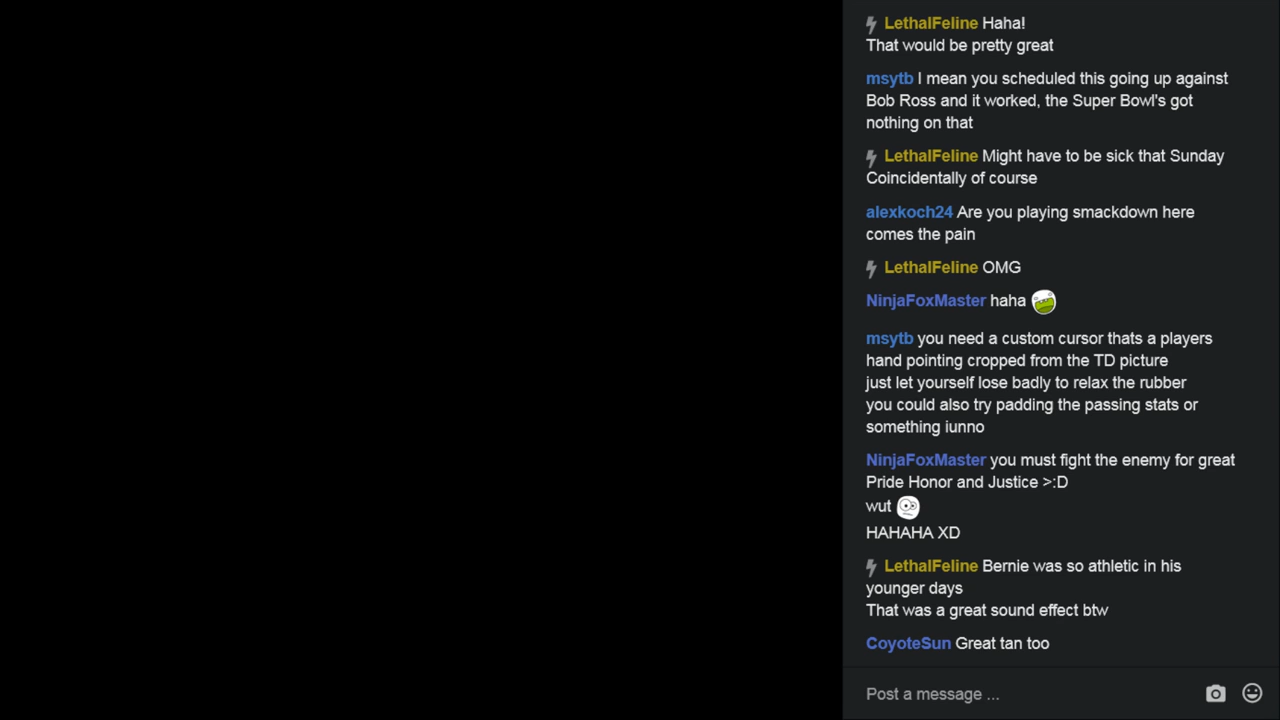 LethalFeline Haha!
That would be pretty great
msytb I mean you scheduled this going up against
Bob Ross and it worked, the Super Bowl's got
nothing on that
LethalFeline Might have to be sick that Sunday
Coincidentally of course
alexkoch24 Are you playing smackdown here
comes the pain
LethalFeline OMG
NinjaFoxMaster haha
msytb you need a custom cursor thats a players
hand pointing cropped from the TD picture
just let yourself lose badly to relax the rubber
you could also try padding the passing stats or
something iunno
NinjaFoxMaster you must fight the enemy for great
Pride Honor and Justice >:D
wut
HAHAHA XD
LethalFeline Bernie was so athletic in his
younger days
That was a great sound effect btw
CoyoteSun Great tan too
Post a message ...